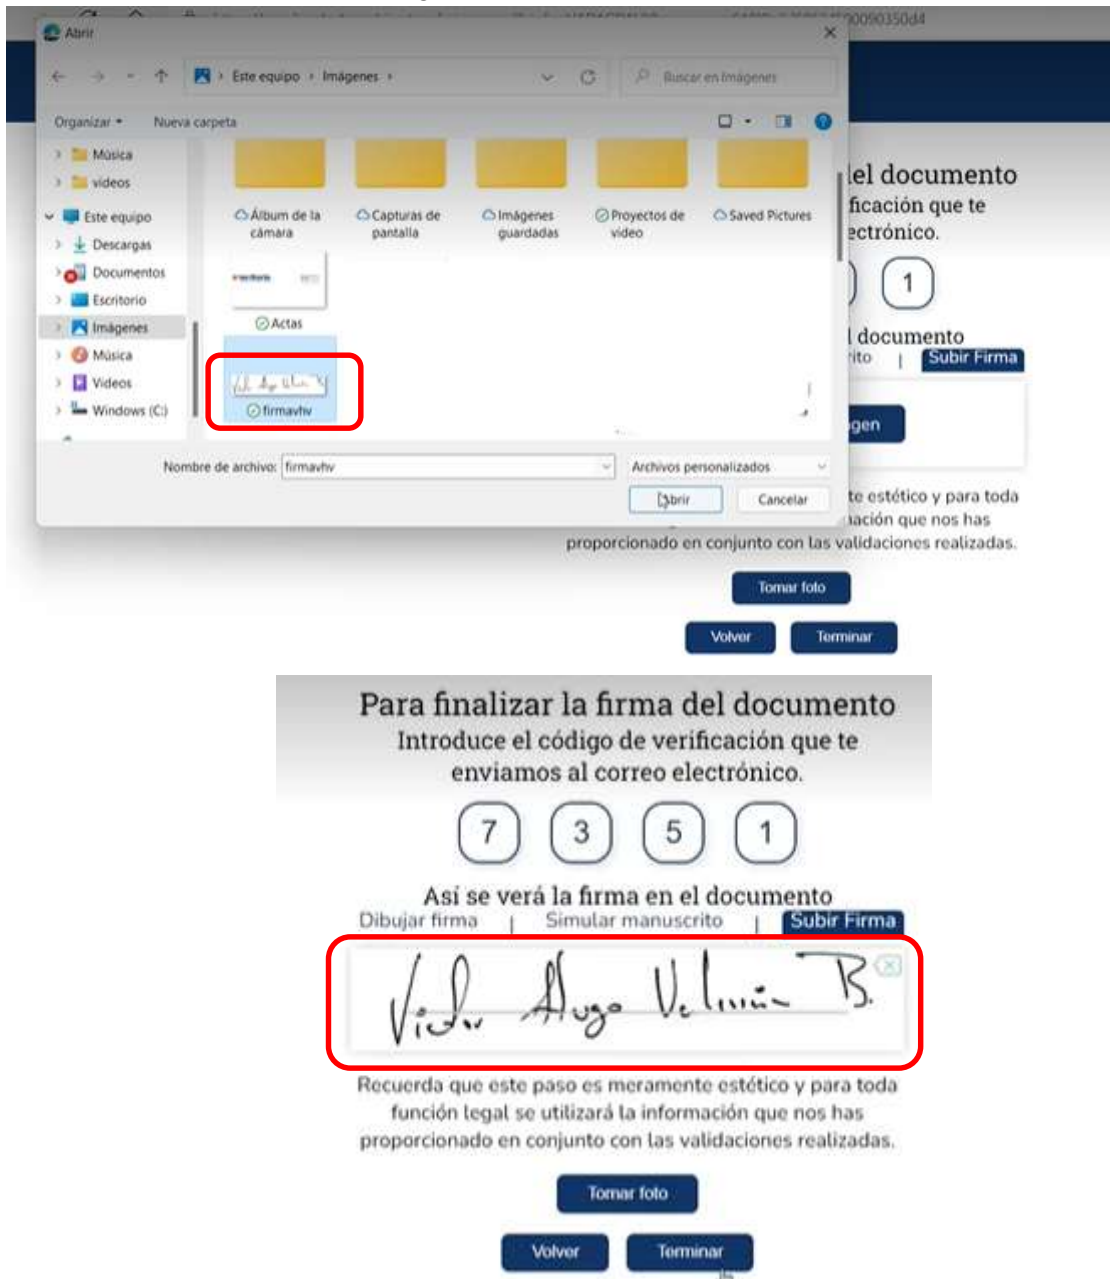 00090350d4
Abrir
Este equipo › Imágenes ›
Buscar en Imágenes
Organizar
Nueva carpeta
Música
videos
Este equipo
Descargas
Documentos
Escritorio
Imágenes
Música
Videos
Windows (C:)
Álbum de la cámara
Capturas de pantalla
Imágenes guardadas
Proyectos de video
Saved Pictures
Actas
firmavhv
Nombre de archivo: firmavhv
Archivos personalizados
Abrir
Cancelar
el documento
ficación que te
ectrónico.
1
l documento
ito | Subir Firma
gen
te estético y para toda
nación que nos has
proporcionado en conjunto con las validaciones realizadas.
Tomar foto
Volver Terminar
Para finalizar la firma del documento
Introduce el código de verificación que te
enviamos al correo electrónico.
7 3 5 1
Así se verá la firma en el documento
Dibujar firma | Simular manuscrito | Subir Firma
Victor Hugo B.
Recuerda que este paso es meramente estético y para toda
función legal se utilizará la información que nos has
proporcionado en conjunto con las validaciones realizadas.
Tomar foto
Volver Terminar